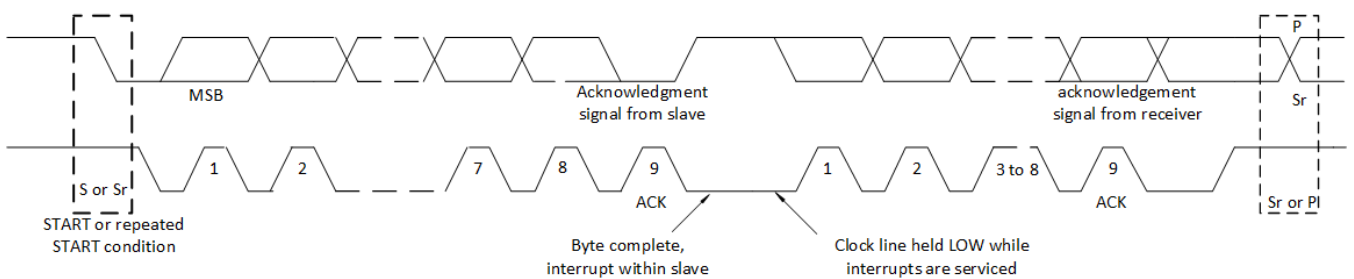 P
MSB
Acknowledgment
signal from slave
acknowledgement
signal from receiver
Sr
1
2
7
8
9
1
2
3 to 8
9
S or Sr
ACK
ACK
Sr or P
START or repeated
START condition
Byte complete,
interrupt within slave
Clock line held LOW while
interrupts are serviced